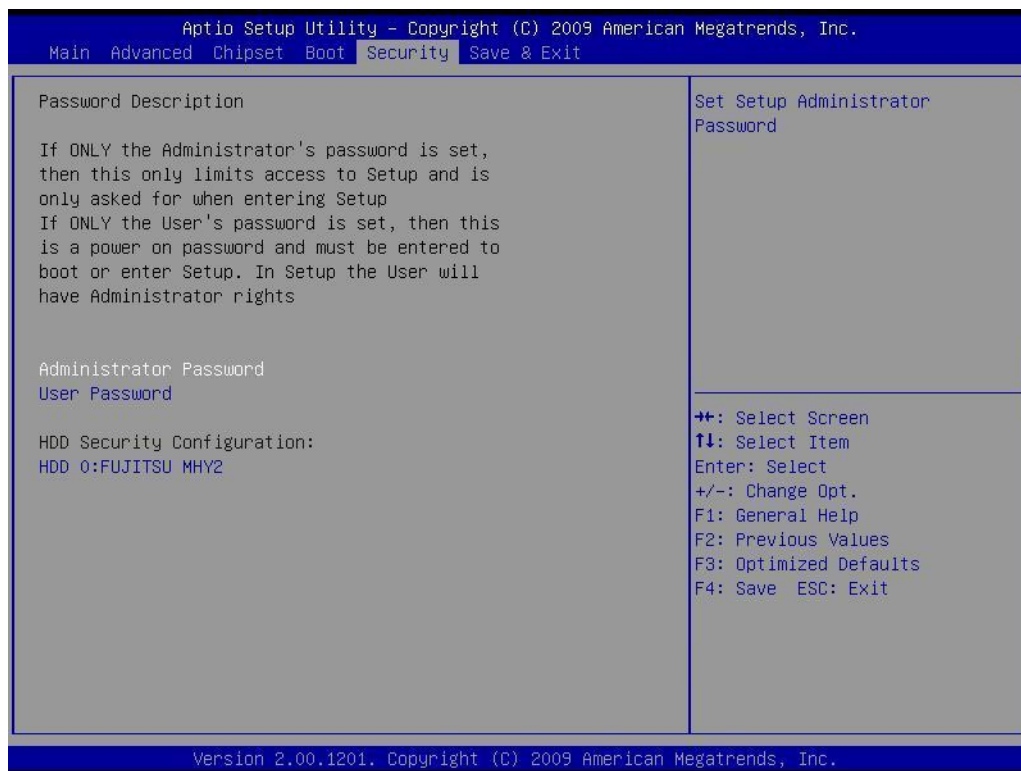 Aptio Setup Utility – Copyright (C) 2009 American Megatrends, Inc.
Main Advanced Chipset Boot Security Save & Exit
Password Description
If ONLY the Administrator's password is set,
then this only limits access to Setup and is
only asked for when entering Setup
If ONLY the User's password is set, then this
is a power on password and must be entered to
boot or enter Setup. In Setup the User will
have Administrator rights
Administrator Password
User Password
HDD Security Configuration:
HDD 0:FUJITSU MHY2
Set Setup Administrator
Password
→←: Select Screen
↑↓: Select Item
Enter: Select
+/-: Change Opt.
F1: General Help
F2: Previous Values
F3: Optimized Defaults
F4: Save ESC: Exit
Version 2.00.1201. Copyright (C) 2009 American Megatrends, Inc.